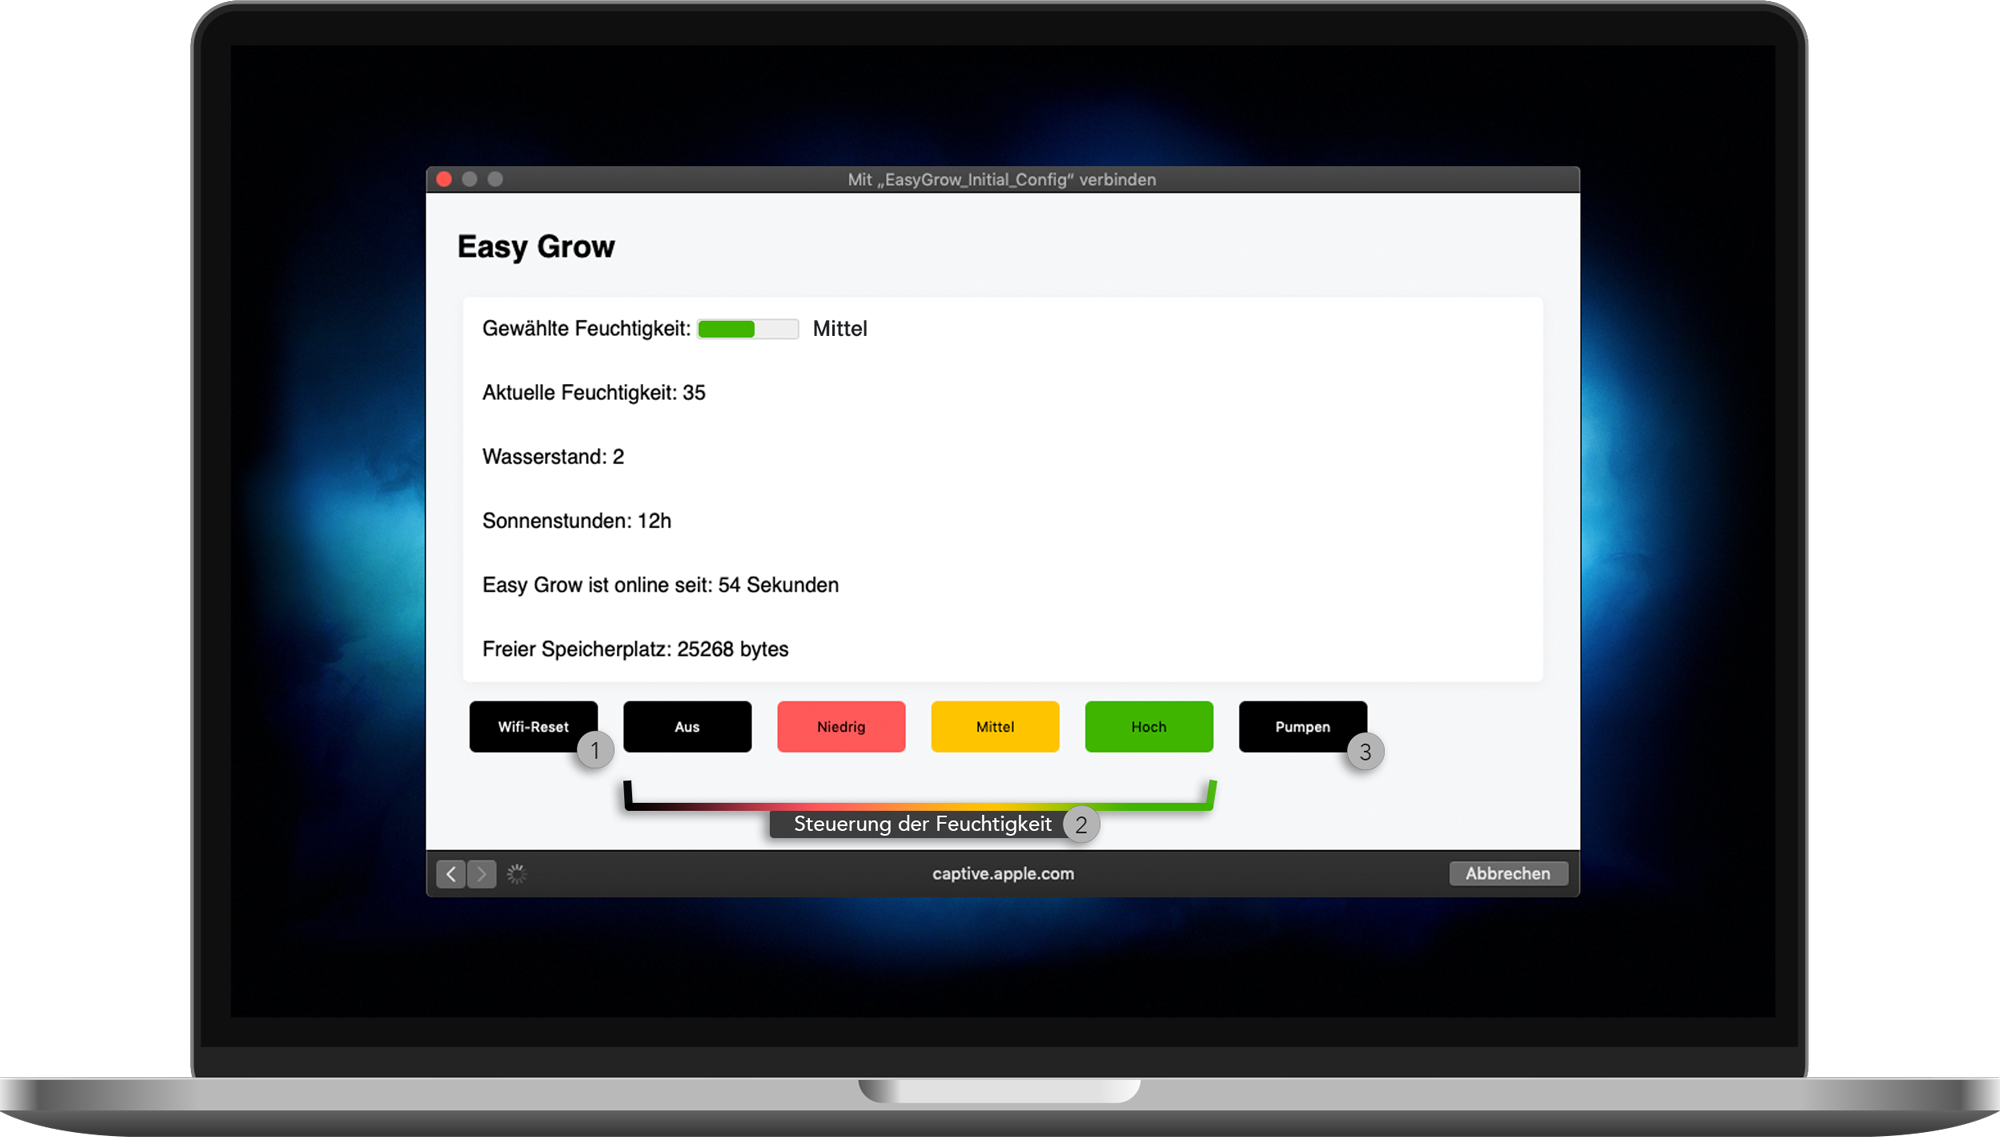 Mit „EasyGrow_Initial_Config“ verbinden
Easy Grow
Gewählte Feuchtigkeit: Mittel
Aktuelle Feuchtigkeit: 35
Wasserstand: 2
Sonnenstunden: 12h
Easy Grow ist online seit: 54 Sekunden
Freier Speicherplatz: 25268 bytes
Wifi-Reset Aus Niedrig Mittel Hoch Pumpen
1 3
Steuerung der Feuchtigkeit 2
captive.apple.com Abbrechen